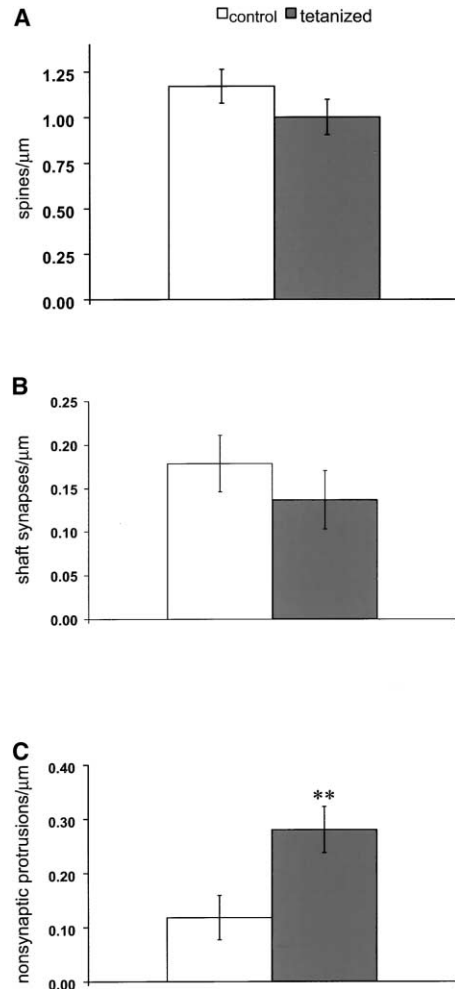 A
control tetanized
1.25
1.00
0.75
0.50
0.25
0.00
spines/μm
B
0.25
0.20
0.15
0.10
0.05
0.00
shaft synapses/μm
C
0.40
**
0.30
0.20
0.10
0.00
nonsynaptic protrusions/μm